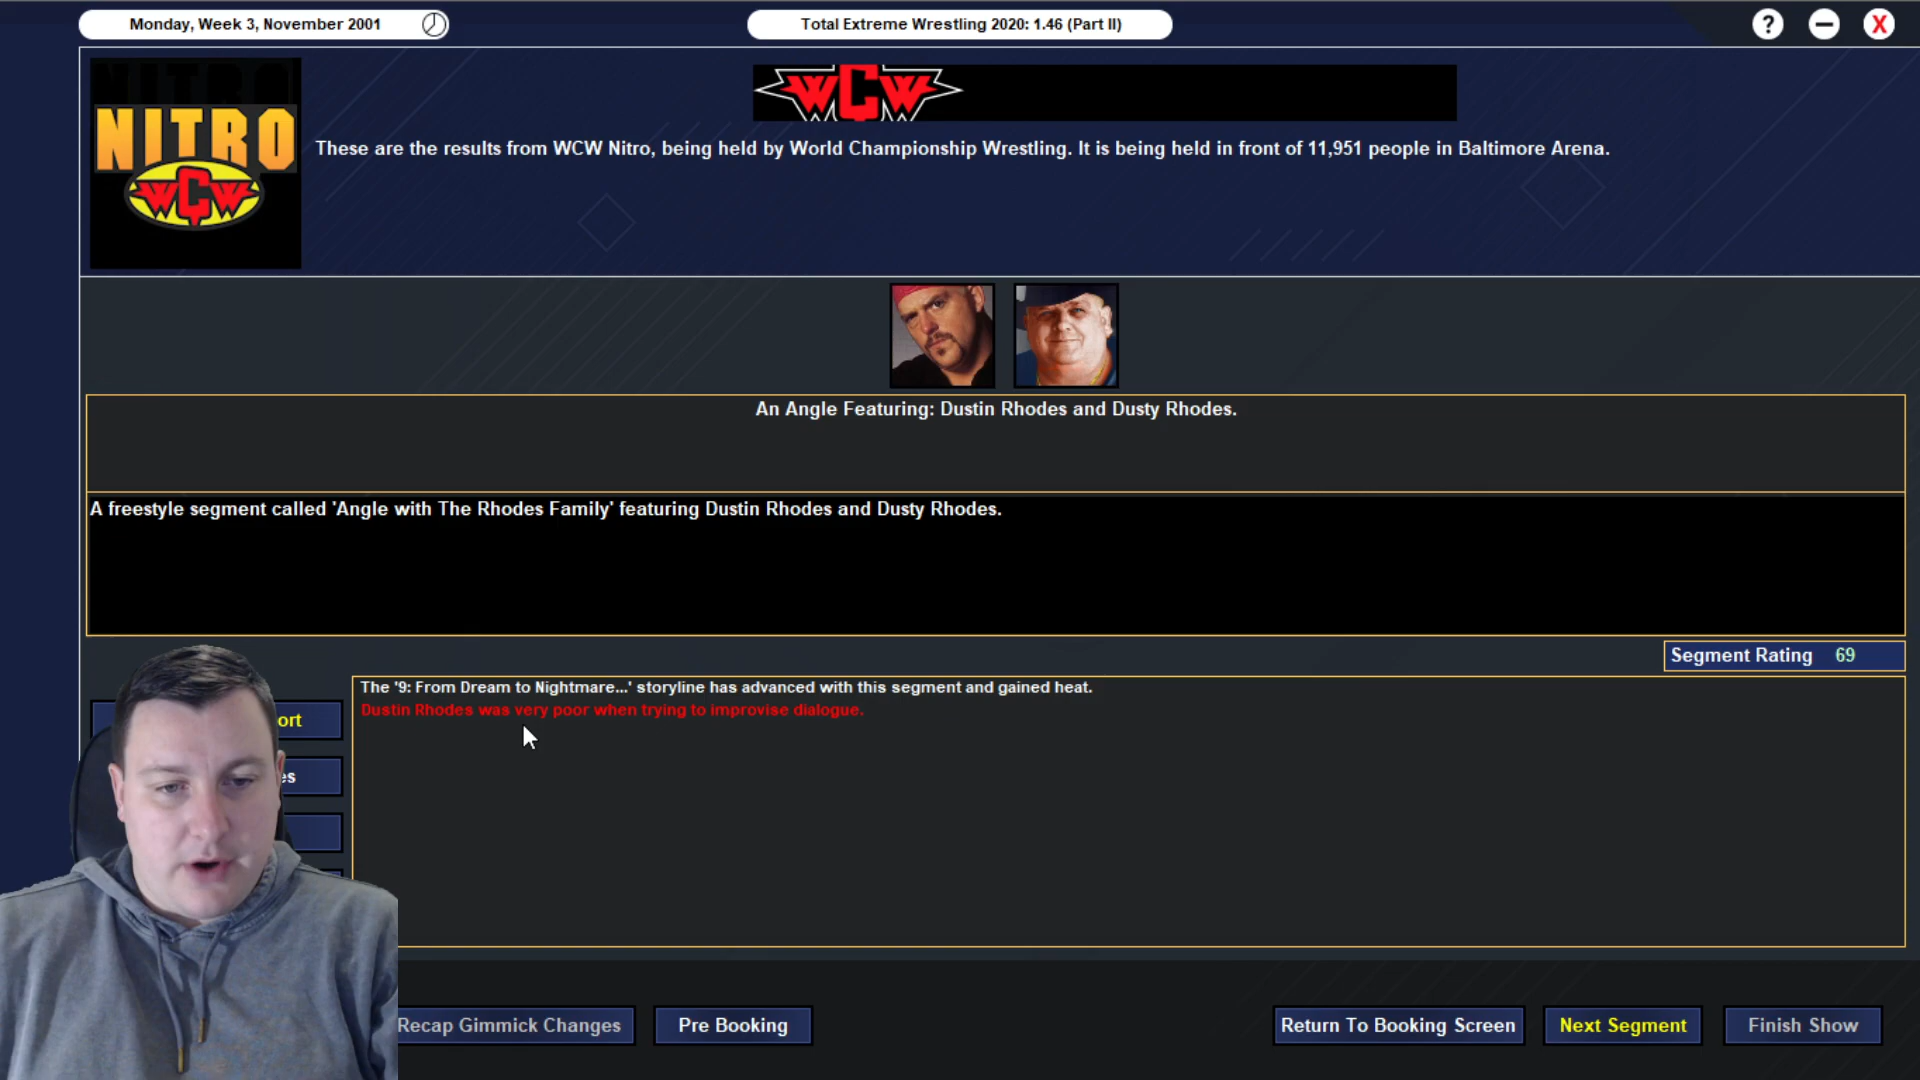 Monday, Week 3, November 2001
Total Extreme Wrestling 2020: 1.46 (Part II)
?
X
NITRO
NITRO
WCW
WCW
These are the results from WCW Nitro, being held by World Championship Wrestling. It is being held in front of 11,951 people in Baltimore Arena.
An Angle Featuring: Dustin Rhodes and Dusty Rhodes.
A freestyle segment called 'Angle with The Rhodes Family' featuring Dustin Rhodes and Dusty Rhodes.
Segment Rating 69
The '9: From Dream to Nightmare...' storyline has advanced with this segment and gained heat.
Dustin Rhodes was very poor when trying to improvise dialogue.
ort
es
Recap Gimmick Changes
Pre Booking
Return To Booking Screen
Next Segment
Finish Show